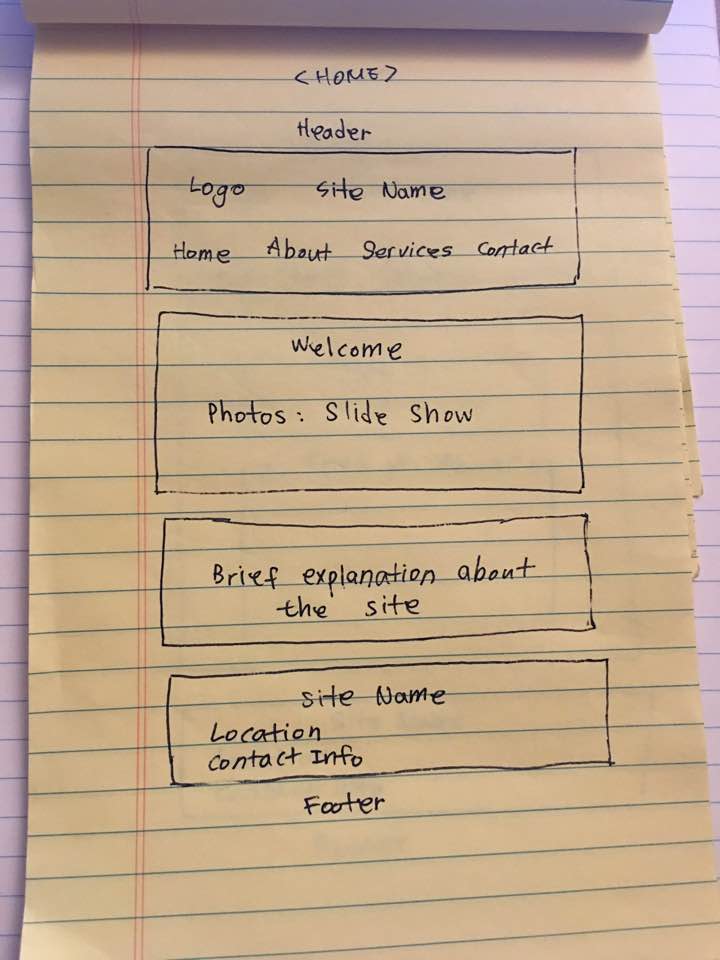 <HOME>
Header
Logo Site Name
Home About Services Contact
Welcome
Photos: Slide Show
Brief explanation about
the site
Site Name
Location
Contact Info
Footer